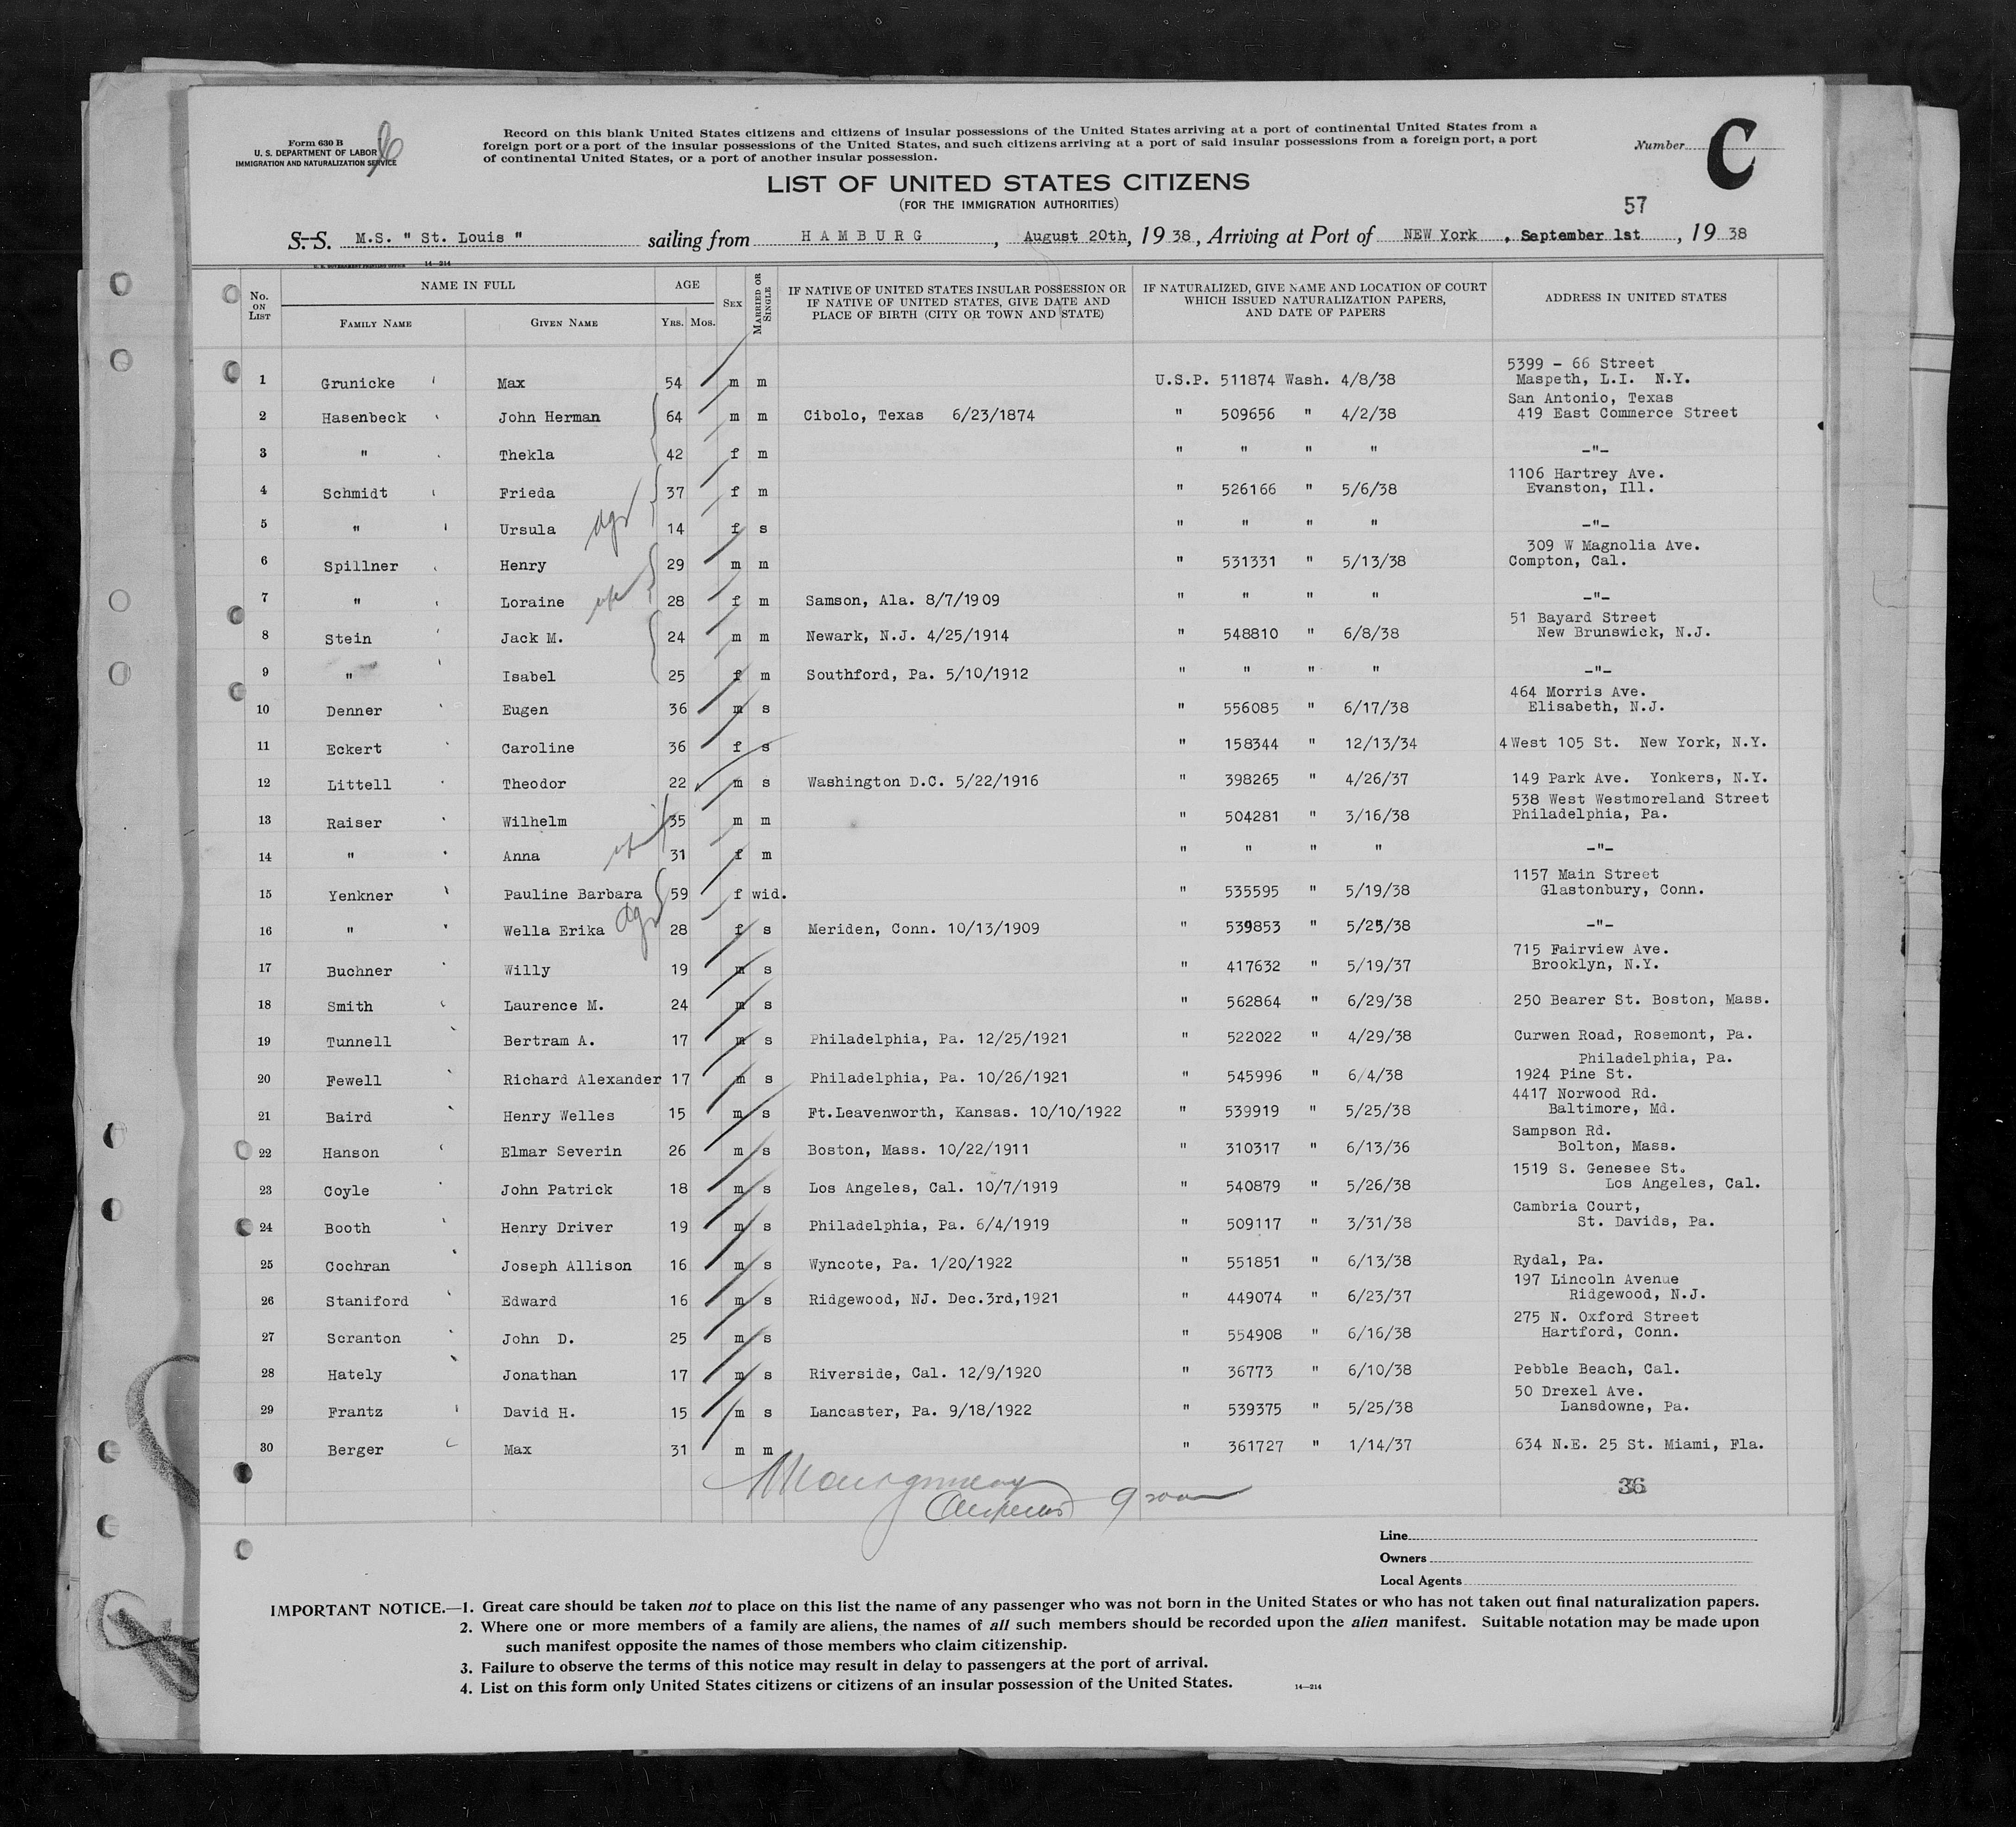 Form 630 B
U. S. DEPARTMENT OF LABOR
IMMIGRATION AND NATURALIZATION SERVICE
Record on this blank United States citizens and citizens of insular possessions of the United States arriving at a port of continental United States from a
foreign port or a port of the insular possessions of the United States, and such citizens arriving at a port of said insular possessions from a foreign port, a port
of continental United States, or a port of another insular possession.
Number C
LIST OF UNITED STATES CITIZENS
(FOR THE IMMIGRATION AUTHORITIES)
57
S. S. M.S. " St. Louis " sailing from HAMBURG, August 20th, 1938, Arriving at Port of NEW York, September 1st, 1938
U. S. GOVERNMENT PRINTING OFFICE 14—214
No. ON LIST
NAME IN FULL
FAMILY NAME
GIVEN NAME
AGE
YRS. MOS.
SEX
MARRIED OR SINGLE
IF NATIVE OF UNITED STATES INSULAR POSSESSION OR
IF NATIVE OF UNITED STATES, GIVE DATE AND
PLACE OF BIRTH (CITY OR TOWN AND STATE)
IF NATURALIZED, GIVE NAME AND LOCATION OF COURT
WHICH ISSUED NATURALIZATION PAPERS,
AND DATE OF PAPERS
ADDRESS IN UNITED STATES
5399 - 66 Street
1 Grunicke Max 54 m m U.S.P. 511874 Wash. 4/8/38 Maspeth, L.I. N.Y.
San Antonio, Texas
2 Hasenbeck John Herman 64 m m Cibolo, Texas 6/23/1874 " 509656 " 4/2/38 419 East Commerce Street
3 " Thekla 42 f m " " " " -"-
1106 Hartrey Ave.
4 Schmidt Frieda 37 f m " 526166 " 5/6/38 Evanston, Ill.
5 " Ursula dgr 14 f s " " " " -"-
309 W Magnolia Ave.
6 Spillner Henry 29 m m " 531331 " 5/13/38 Compton, Cal.
7 " Loraine 28 f m Samson, Ala. 8/7/1909 " " " " -"-
51 Bayard Street
8 Stein Jack M. 24 m m Newark, N.J. 4/25/1914 " 548810 " 6/8/38 New Brunswick, N.J.
9 " Isabel 25 f m Southford, Pa. 5/10/1912 " " " " -"-
464 Morris Ave.
10 Denner Eugen 36 m s " 556085 " 6/17/38 Elisabeth, N.J.
11 Eckert Caroline 36 f s " 158344 " 12/13/34 4 West 105 St. New York, N.Y.
12 Littell Theodor 22 m s Washington D.C. 5/22/1916 " 398265 " 4/26/37 149 Park Ave. Yonkers, N.Y.
538 West Westmoreland Street
13 Raiser Wilhelm 35 m m " 504281 " 3/16/38 Philadelphia, Pa.
14 " Anna 31 f m " " " " -"-
1157 Main Street
15 Yenkner Pauline Barbara 59 f wid. " 535595 " 5/19/38 Glastonbury, Conn.
16 " Wella Erika dgr 28 f s Meriden, Conn. 10/13/1909 " 539853 " 5/25/38 -"-
715 Fairview Ave.
17 Buchner Willy 19 m s " 417632 " 5/19/37 Brooklyn, N.Y.
18 Smith Laurence M. 24 m s " 562864 " 6/29/38 250 Bearer St. Boston, Mass.
19 Tunnell Bertram A. 17 m s Philadelphia, Pa. 12/25/1921 " 522022 " 4/29/38 Curwen Road, Rosemont, Pa.
Philadelphia, Pa.
20 Fewell Richard Alexander 17 m s Philadelphia, Pa. 10/26/1921 " 545996 " 6/4/38 1924 Pine St.
4417 Norwood Rd.
21 Baird Henry Welles 15 m s Ft.Leavenworth, Kansas. 10/10/1922 " 539919 " 5/25/38 Baltimore, Md.
Sampson Rd.
22 Hanson Elmar Severin 26 m s Boston, Mass. 10/22/1911 " 310317 " 6/13/36 Bolton, Mass.
1519 S. Genesee St.
23 Coyle John Patrick 18 m s Los Angeles, Cal. 10/7/1919 " 540879 " 5/26/38 Los Angeles, Cal.
Cambria Court,
24 Booth Henry Driver 19 m s Philadelphia, Pa. 6/4/1919 " 509117 " 3/31/38 St. Davids, Pa.
25 Cochran Joseph Allison 16 m s Wyncote, Pa. 1/20/1922 " 551851 " 6/13/38 Rydal, Pa.
197 Lincoln Avenue
26 Staniford Edward 16 m s Ridgewood, NJ. Dec.3rd,1921 " 449074 " 6/23/37 Ridgewood, N.J.
275 N. Oxford Street
27 Scranton John D. 25 m s " 554908 " 6/16/38 Hartford, Conn.
28 Hately Jonathan 17 m s Riverside, Cal. 12/9/1920 " 36773 " 6/10/38 Pebble Beach, Cal.
50 Drexel Ave.
29 Frantz David H. 15 m s Lancaster, Pa. 9/18/1922 " 539375 " 5/25/38 Lansdowne, Pa.
30 Berger Max 31 m m " 361727 " 1/14/37 634 N.E. 25 St. Miami, Fla.
Montgomery
36
Line
Owners
Local Agents
IMPORTANT NOTICE.—1. Great care should be taken not to place on this list the name of any passenger who was not born in the United States or who has not taken out final naturalization papers.
2. Where one or more members of a family are aliens, the names of all such members should be recorded upon the alien manifest. Suitable notation may be made upon
such manifest opposite the names of those members who claim citizenship.
3. Failure to observe the terms of this notice may result in delay to passengers at the port of arrival.
4. List on this form only United States citizens or citizens of an insular possession of the United States. 14—214